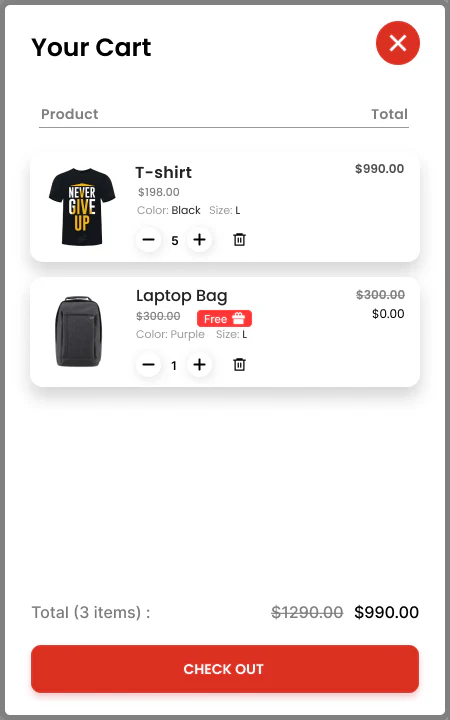 Your Cart
Product Total
NEVER
GIVE
UP
T-shirt $990.00
$198.00
Color: Black Size: L
5
Laptop Bag $300.00
$300.00 Free $0.00
Color: Purple Size: L
1
Total (3 items) : $1290.00 $990.00
CHECK OUT